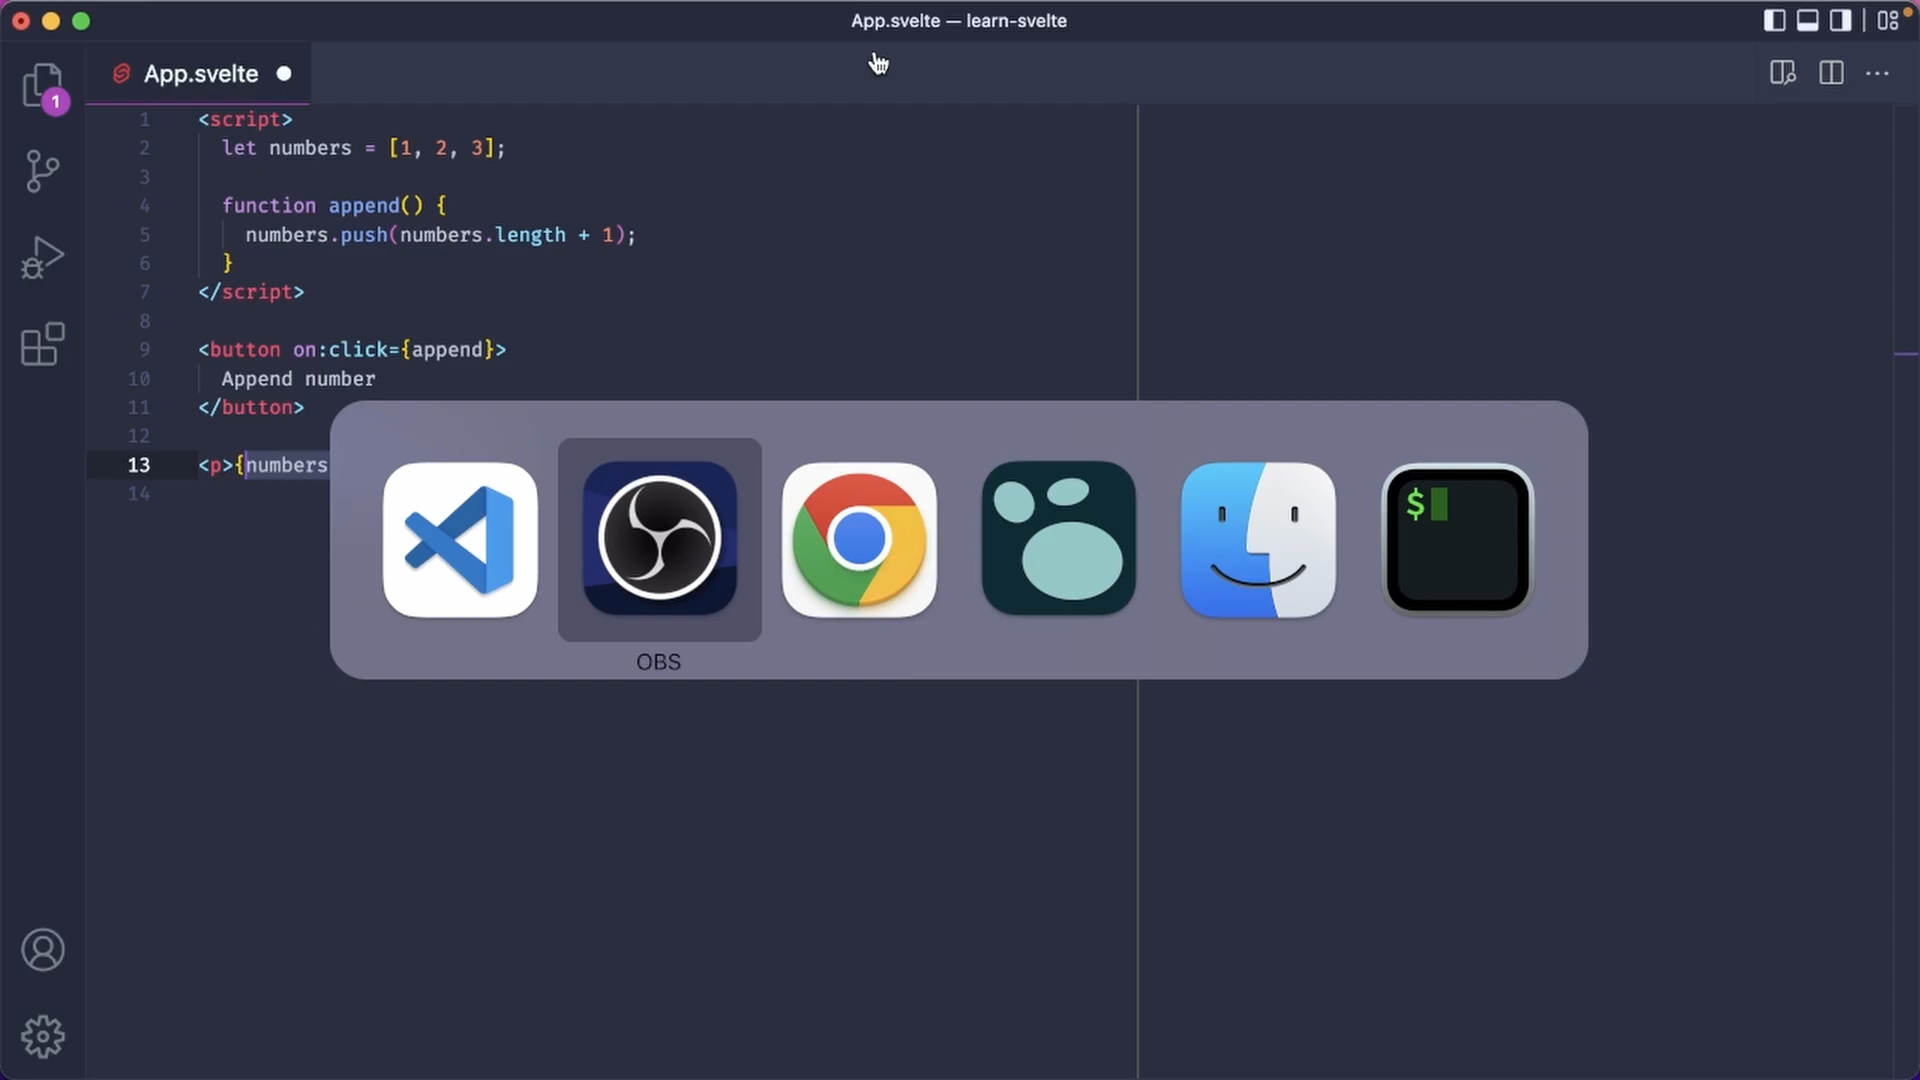 App.svelte — learn-svelte
App.svelte
1
1 <script>
2 let numbers = [1, 2, 3];
3
4 function append() {
5 numbers.push(numbers.length + 1);
6 }
7 </script>
8
9 <button on:click={append}>
10 Append number
11 </button>
12
13 <p>{numbers
14
$
OBS